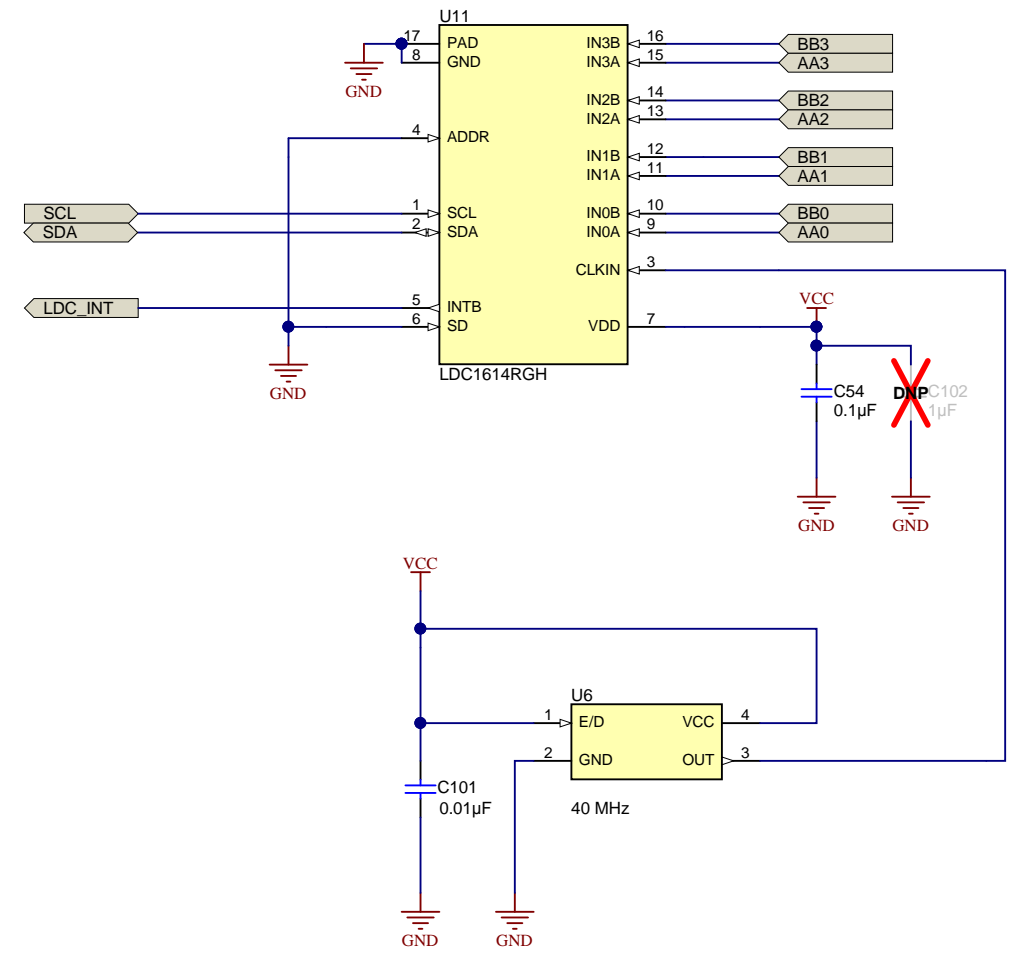 U11
17 PAD IN3B 16 BB3
8 GND IN3A 15 AA3
GND
IN2B 14 BB2
4 ADDR IN2A 13 AA2
IN1B 12 BB1
IN1A 11 AA1
SCL 1 SCL IN0B 10 BB0
SDA 2 SDA IN0A 9 AA0
CLKIN 3
VCC
LDC_INT 5 INTB
6 SD VDD 7
LDC1614RGH
GND
C54
0.1µF
DNP C102
1µF
GND GND
VCC
U6
1 E/D VCC 4
2 GND OUT 3
C101
0.01µF
40 MHz
GND GND